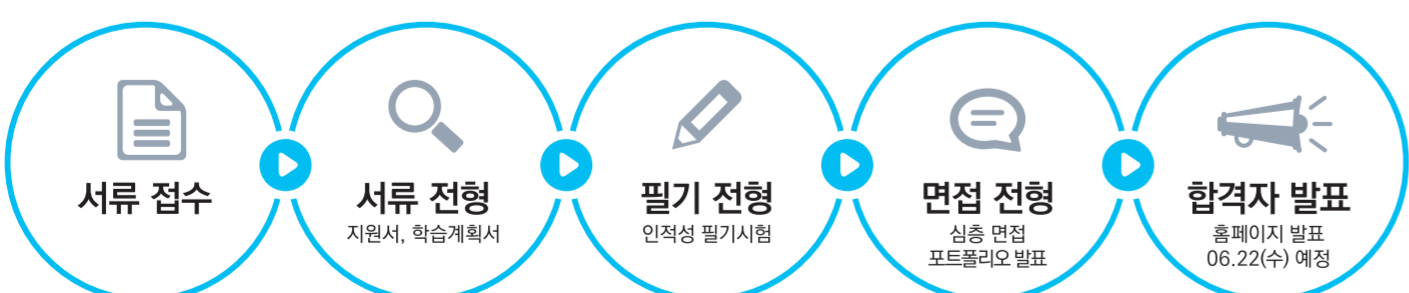 서류 접수
서류 전형
지원서, 학습계획서
필기 전형
인적성 필기시험
면접 전형
심층 면접
포트폴리오 발표
합격자 발표
홈페이지 발표
06.22(수) 예정